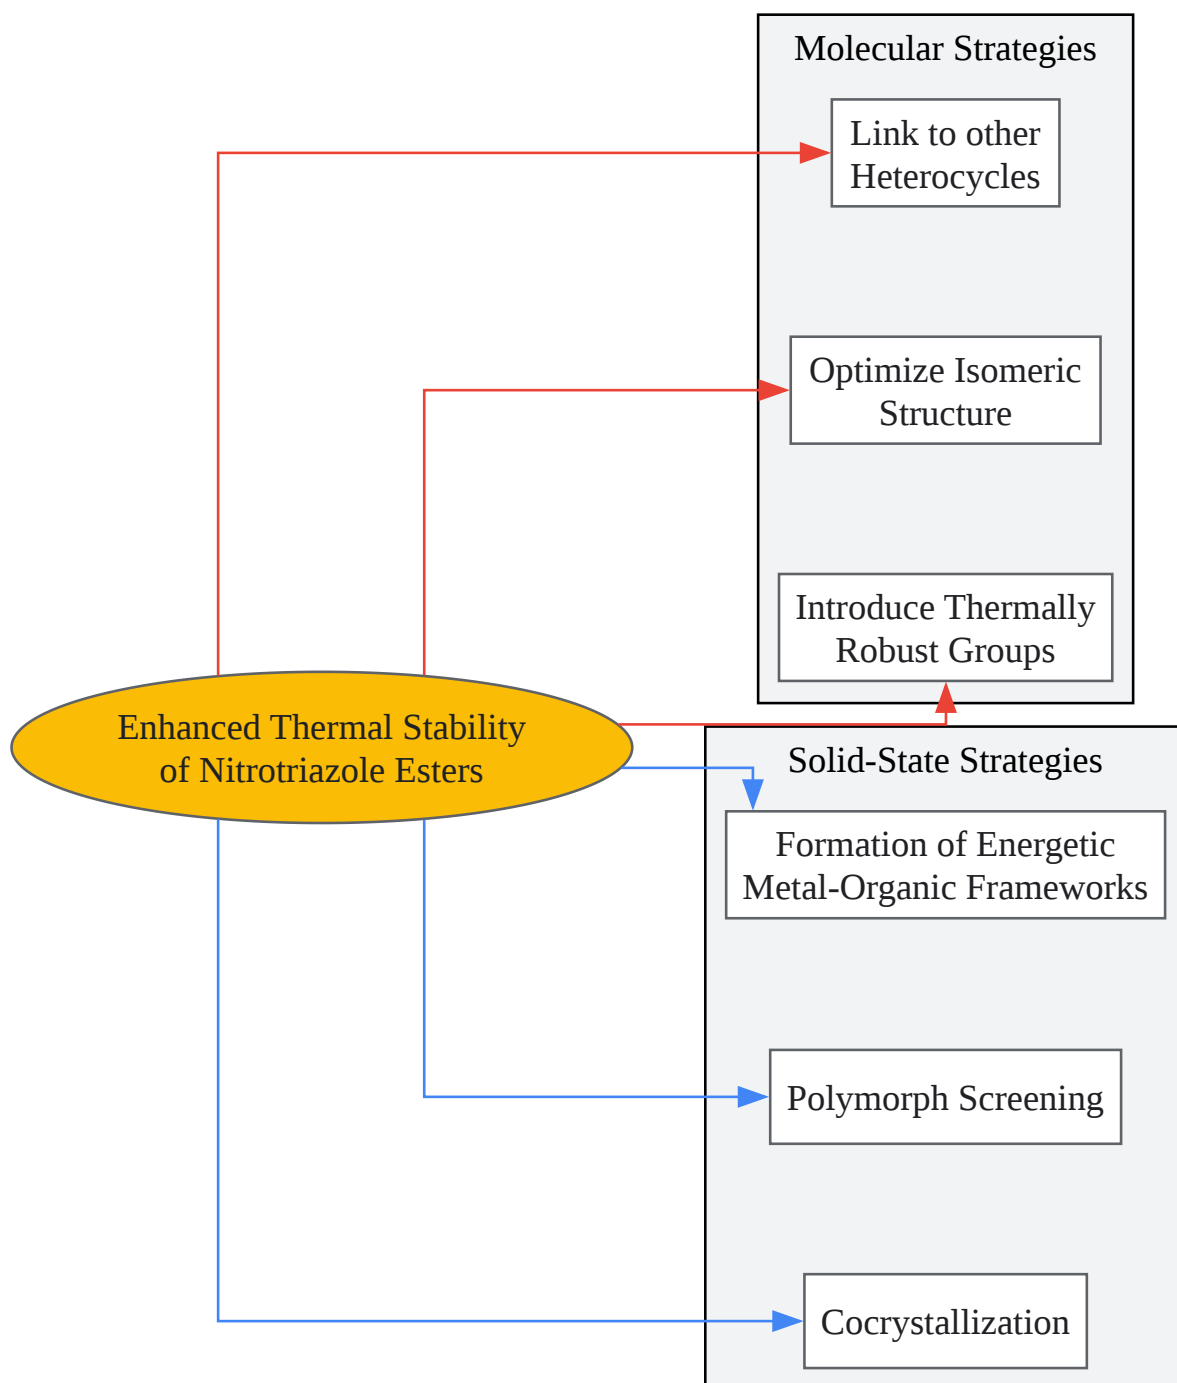 Molecular Strategies
Link to other
Heterocycles
Optimize Isomeric
Structure
Introduce Thermally
Robust Groups
Enhanced Thermal Stability
of Nitrotriazole Esters
Solid-State Strategies
Formation of Energetic
Metal-Organic Frameworks
Polymorph Screening
Cocrystallization